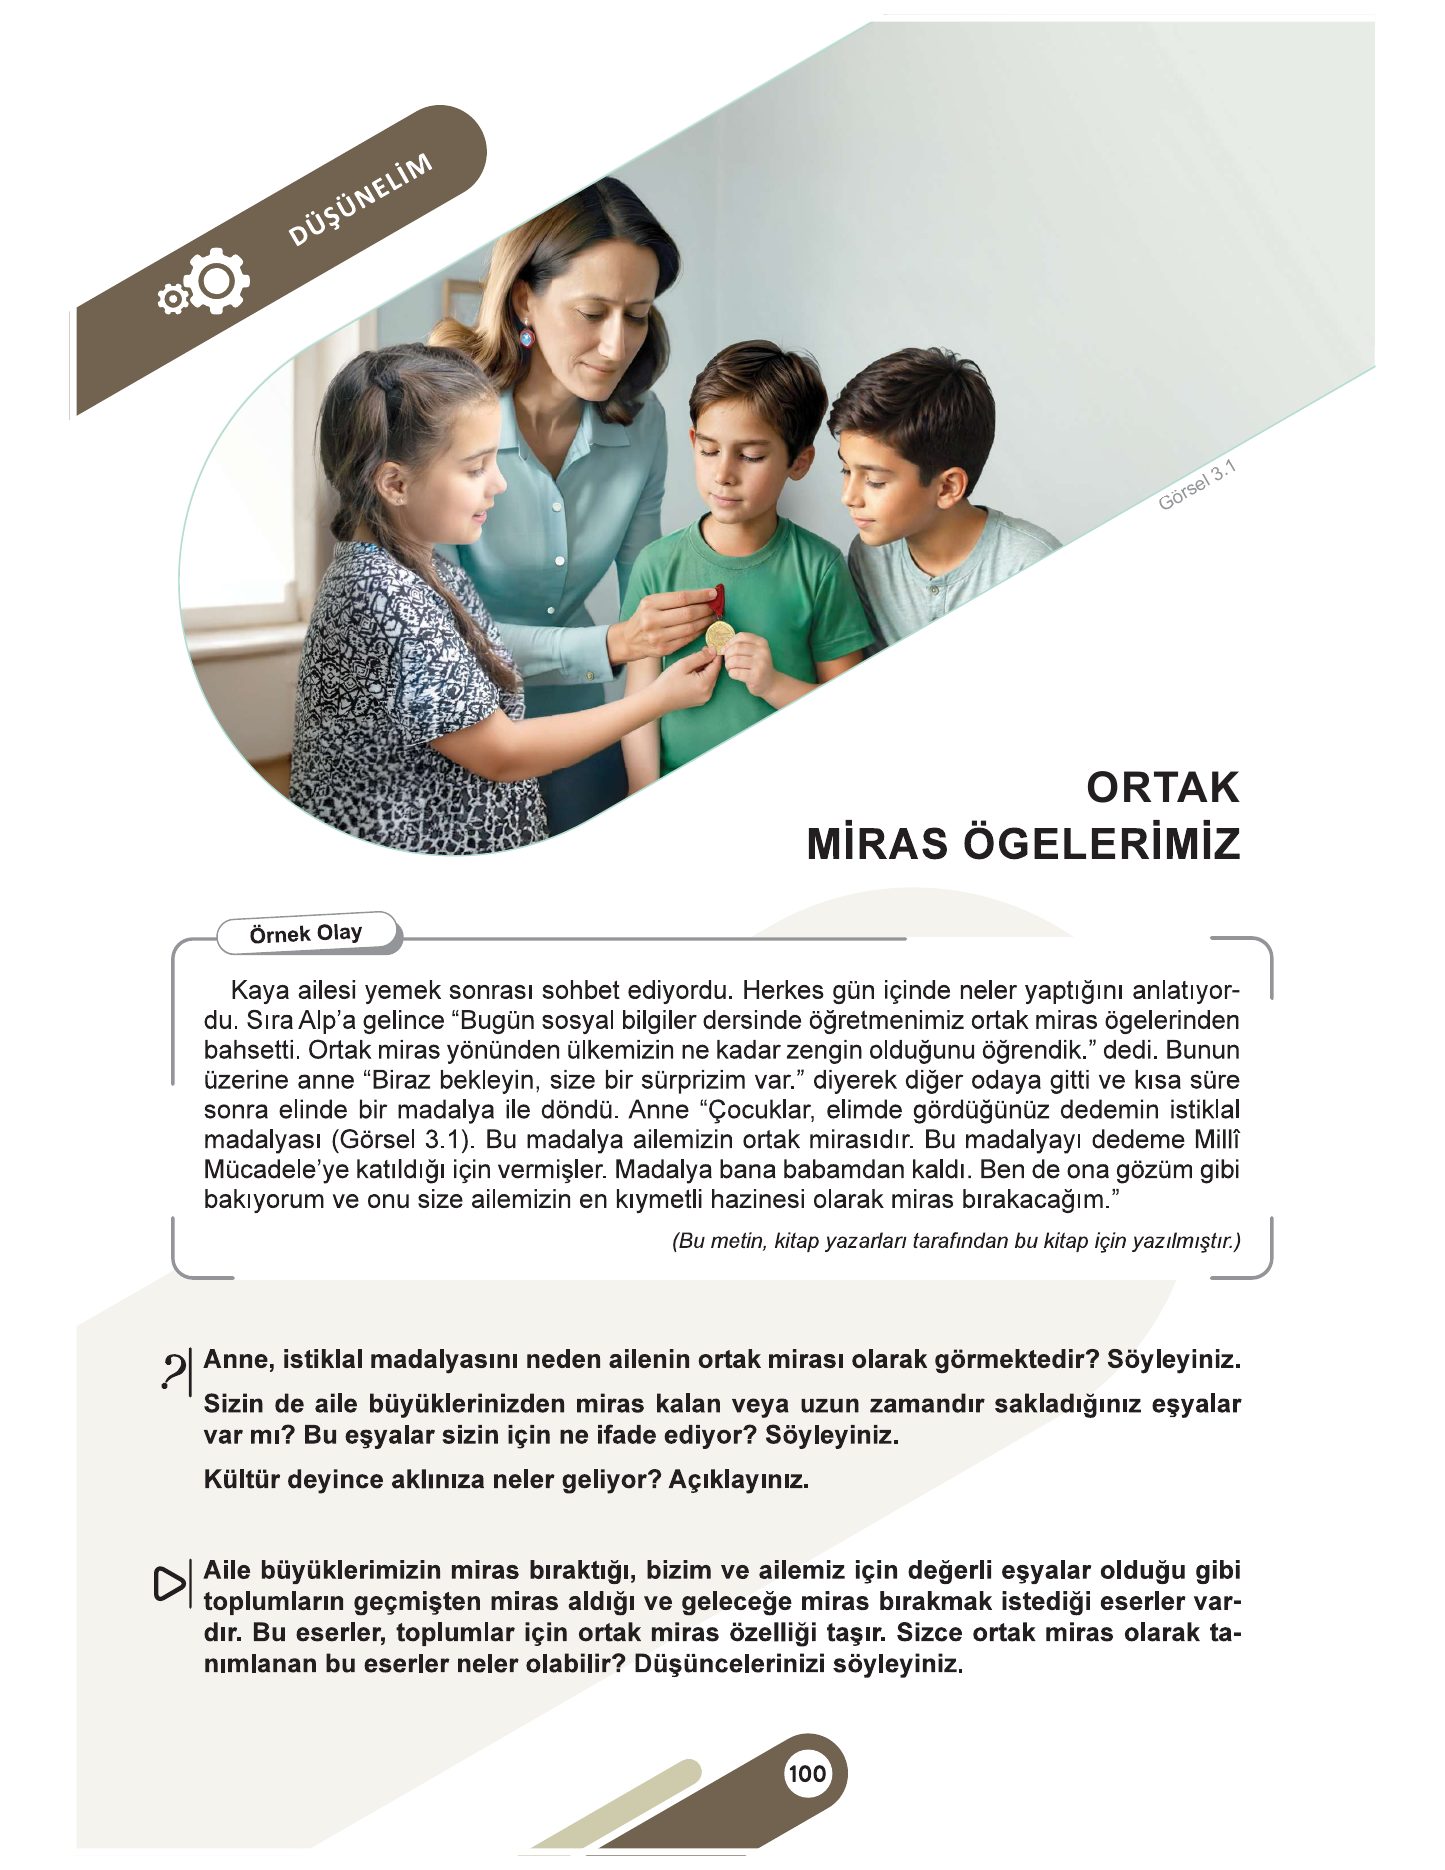 DÜŞÜNELİM
Görsel 3.1
ORTAK
MİRAS ÖGELERİMİZ
Örnek Olay
Kaya ailesi yemek sonrası sohbet ediyordu. Herkes gün içinde neler yaptığını anlatıyor-
du. Sıra Alp’a gelince “Bugün sosyal bilgiler dersinde öğretmenimiz ortak miras ögelerinden
bahsetti. Ortak miras yönünden ülkemizin ne kadar zengin olduğunu öğrendik.” dedi. Bunun
üzerine anne “Biraz bekleyin, size bir sürprizim var.” diyerek diğer odaya gitti ve kısa süre
sonra elinde bir madalya ile döndü. Anne “Çocuklar, elimde gördüğünüz dedemin istiklal
madalyası (Görsel 3.1). Bu madalya ailemizin ortak mirasıdır. Bu madalyayı dedeme Millî
Mücadele’ye katıldığı için vermişler. Madalya bana babamdan kaldı. Ben de ona gözüm gibi
bakıyorum ve onu size ailemizin en kıymetli hazinesi olarak miras bırakacağım.”
(Bu metin, kitap yazarları tarafından bu kitap için yazılmıştır.)
? Anne, istiklal madalyasını neden ailenin ortak mirası olarak görmektedir? Söyleyiniz.
Sizin de aile büyüklerinizden miras kalan veya uzun zamandır sakladığınız eşyalar
var mı? Bu eşyalar sizin için ne ifade ediyor? Söyleyiniz.
Kültür deyince aklınıza neler geliyor? Açıklayınız.
Aile büyüklerimizin miras bıraktığı, bizim ve ailemiz için değerli eşyalar olduğu gibi
toplumların geçmişten miras aldığı ve geleceğe miras bırakmak istediği eserler var-
dır. Bu eserler, toplumlar için ortak miras özelliği taşır. Sizce ortak miras olarak ta-
nımlanan bu eserler neler olabilir? Düşüncelerinizi söyleyiniz.
100